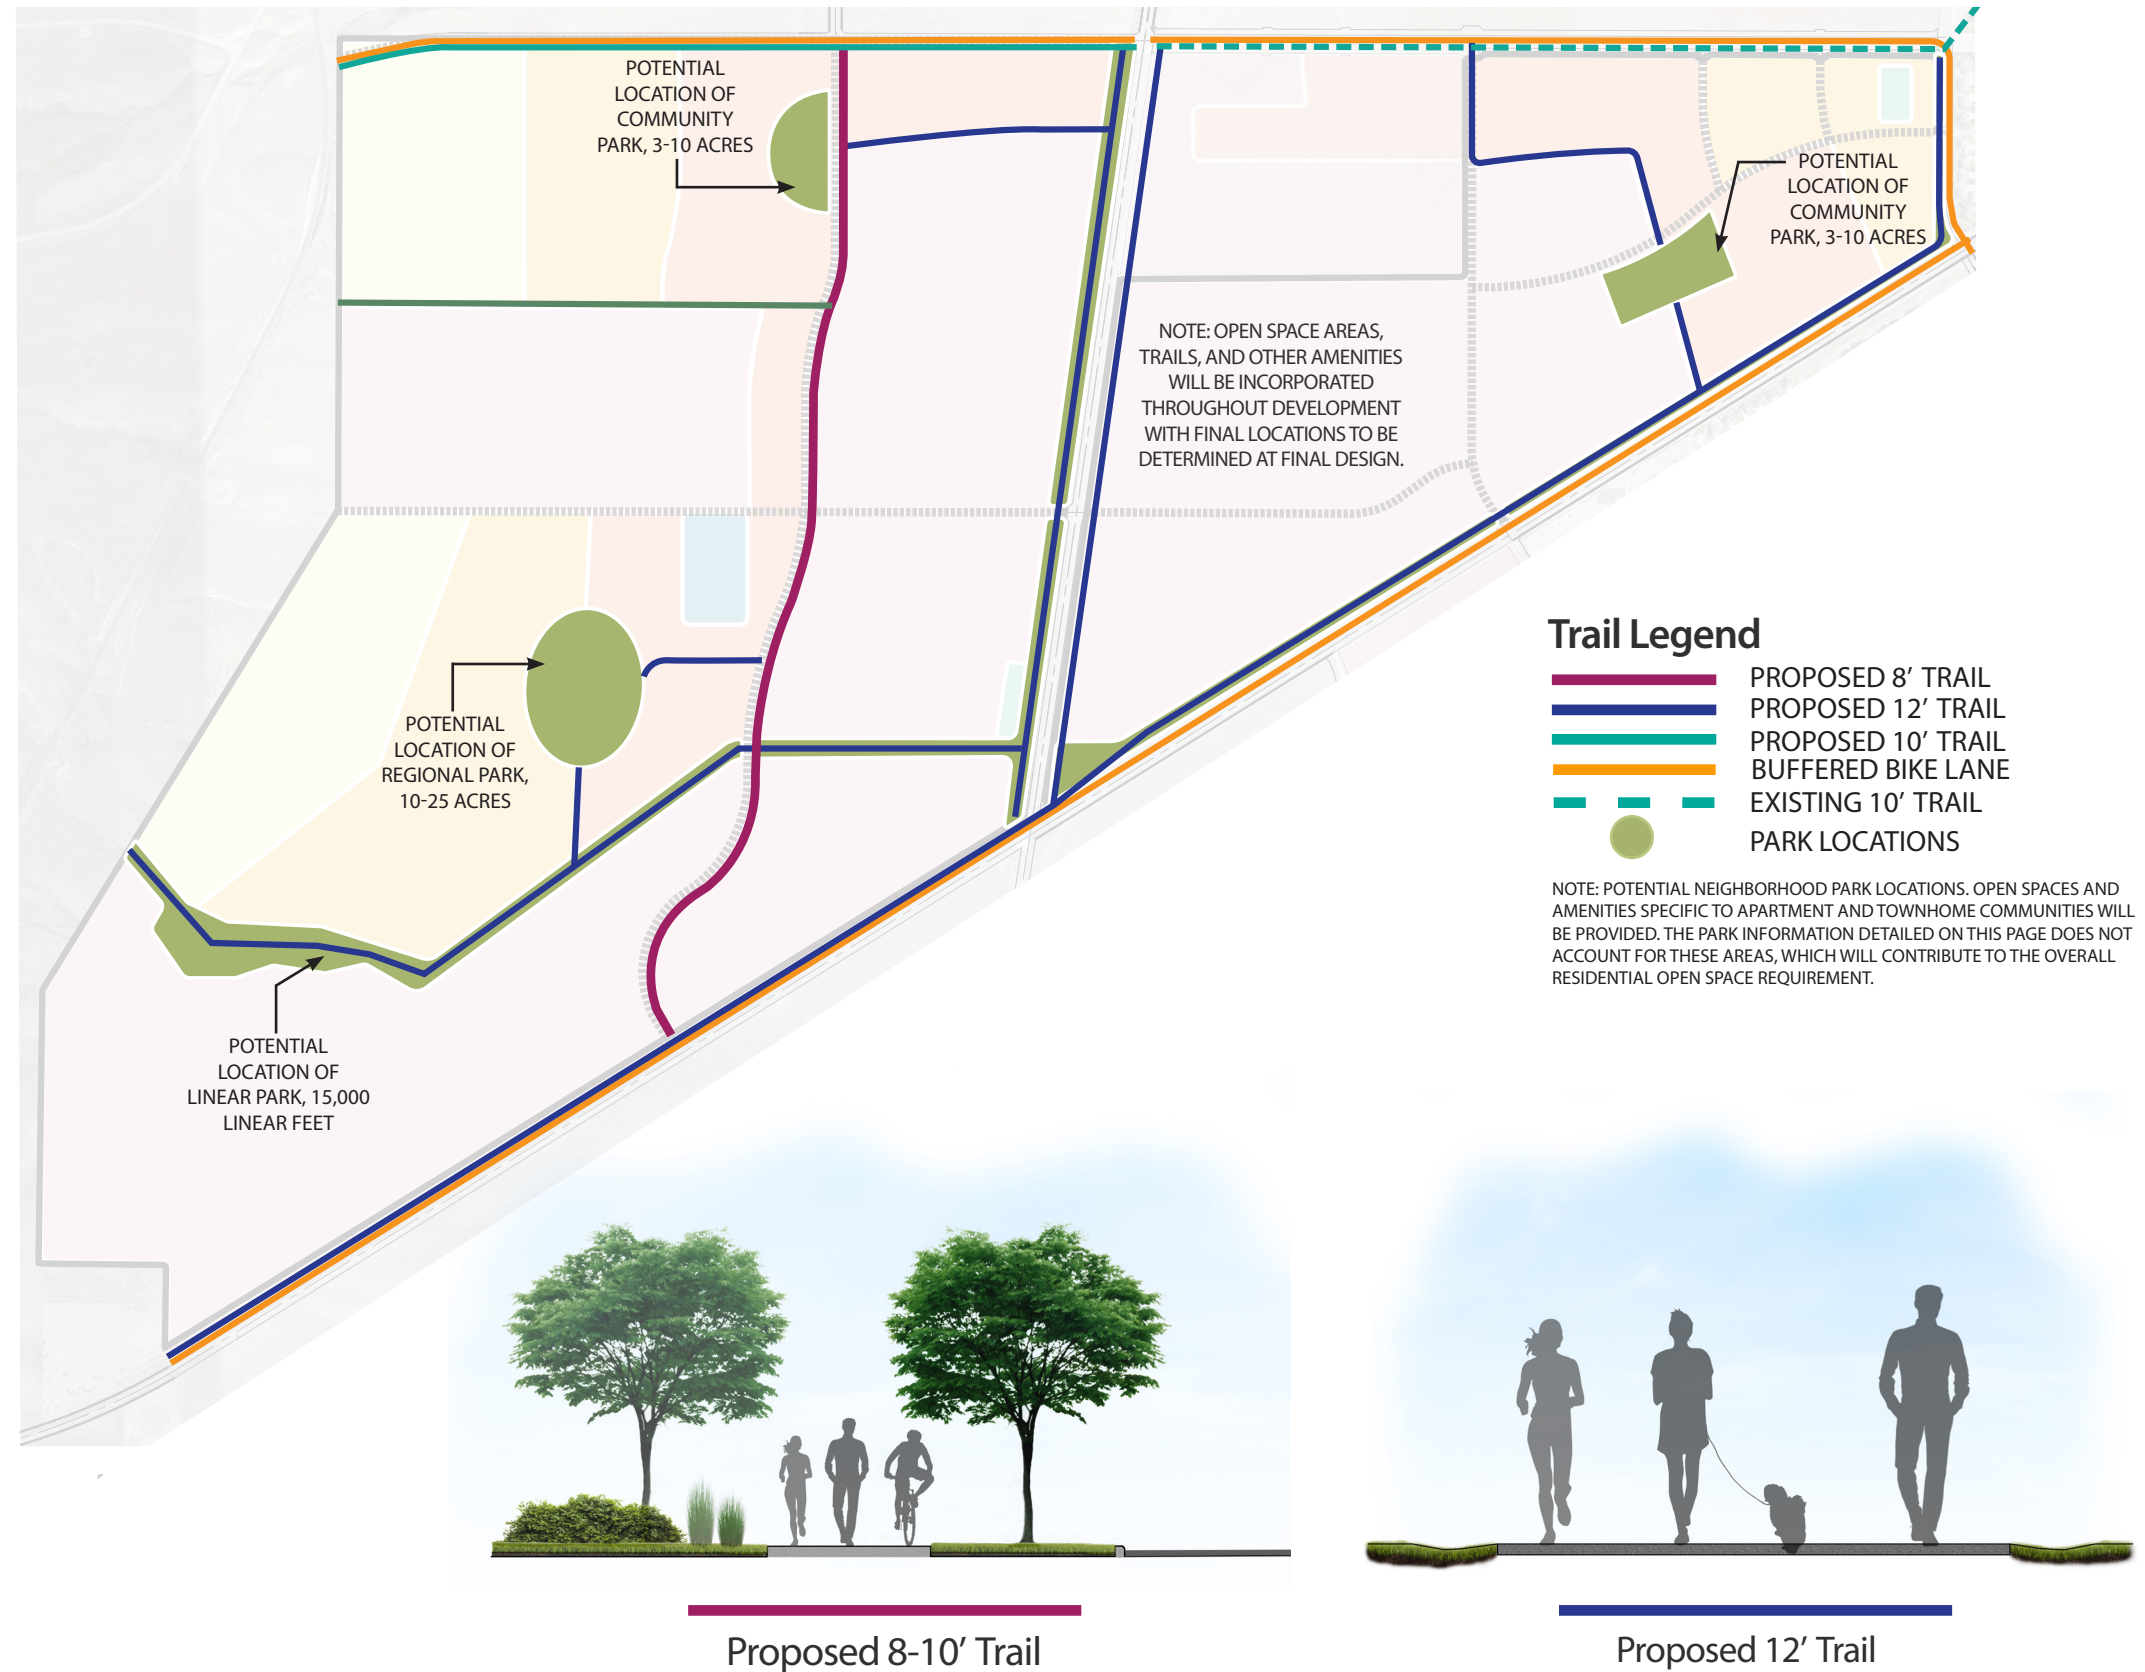 POTENTIAL
LOCATION OF
COMMUNITY
PARK, 3-10 ACRES
POTENTIAL
LOCATION OF
COMMUNITY
PARK, 3-10 ACRES
NOTE: OPEN SPACE AREAS,
TRAILS, AND OTHER AMENITIES
WILL BE INCORPORATED
THROUGHOUT DEVELOPMENT
WITH FINAL LOCATIONS TO BE
DETERMINED AT FINAL DESIGN.
POTENTIAL
LOCATION OF
REGIONAL PARK,
10-25 ACRES
POTENTIAL
LOCATION OF
LINEAR PARK, 15,000
LINEAR FEET
Trail Legend
PROPOSED 8’ TRAIL
PROPOSED 12’ TRAIL
PROPOSED 10’ TRAIL
BUFFERED BIKE LANE
EXISTING 10’ TRAIL
PARK LOCATIONS
NOTE: POTENTIAL NEIGHBORHOOD PARK LOCATIONS. OPEN SPACES AND
AMENITIES SPECIFIC TO APARTMENT AND TOWNHOME COMMUNITIES WILL
BE PROVIDED. THE PARK INFORMATION DETAILED ON THIS PAGE DOES NOT
ACCOUNT FOR THESE AREAS, WHICH WILL CONTRIBUTE TO THE OVERALL
RESIDENTIAL OPEN SPACE REQUIREMENT.
Proposed 8-10’ Trail
Proposed 12’ Trail